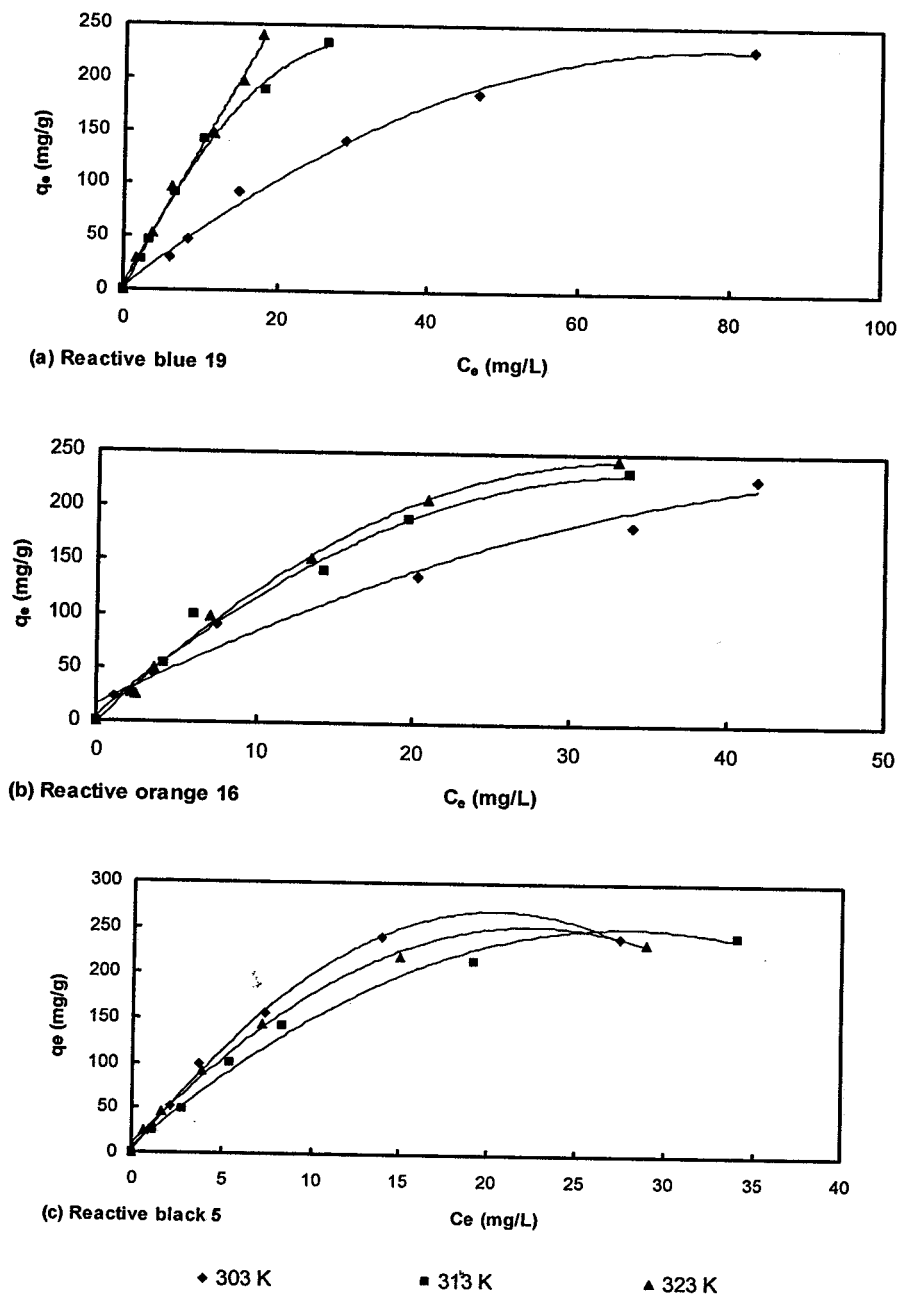 250
200
150
100
50
0
qe (mg/g)
0 20 40 60 80 100
(a) Reactive blue 19
Ce (mg/L)
250
200
150
100
50
0
qe (mg/g)
0 10 20 30 40 50
(b) Reactive orange 16
Ce (mg/L)
300
250
200
150
100
50
0
qe (mg/g)
0 5 10 15 20 25 30 35 40
(c) Reactive black 5
Ce (mg/L)
303 K 313 K 323 K